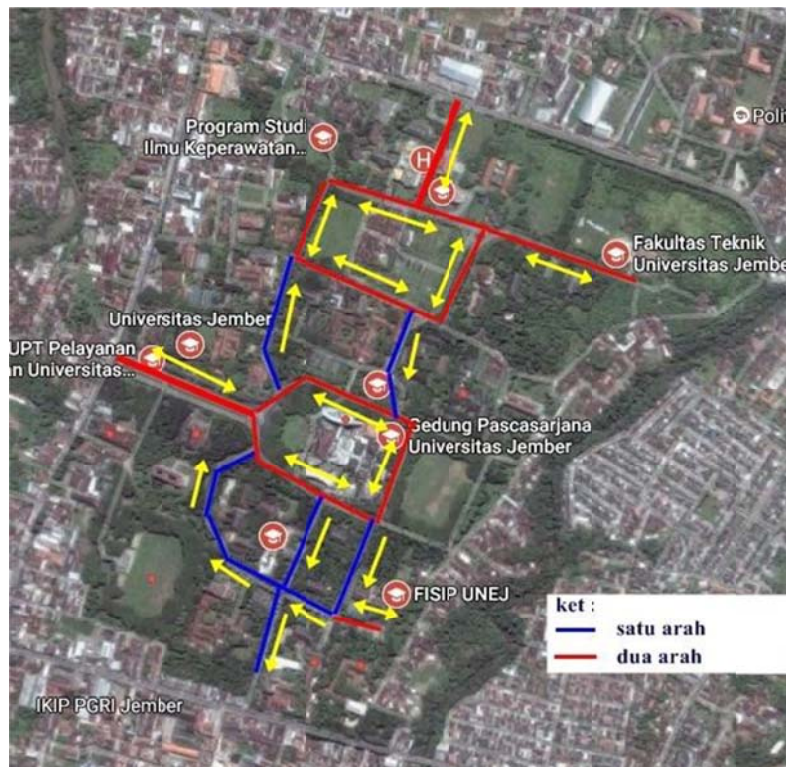 Polit
Program Studi
Ilmu Keperawatan...
H
Fakultas Teknik
Universitas Jember
Universitas Jember
UPT Pelayanan
an Universitas...
Gedung Pascasarjana
Universitas Jember
FISIP UNEJ
ket :
satu arah
dua arah
IKIP PGRI Jember